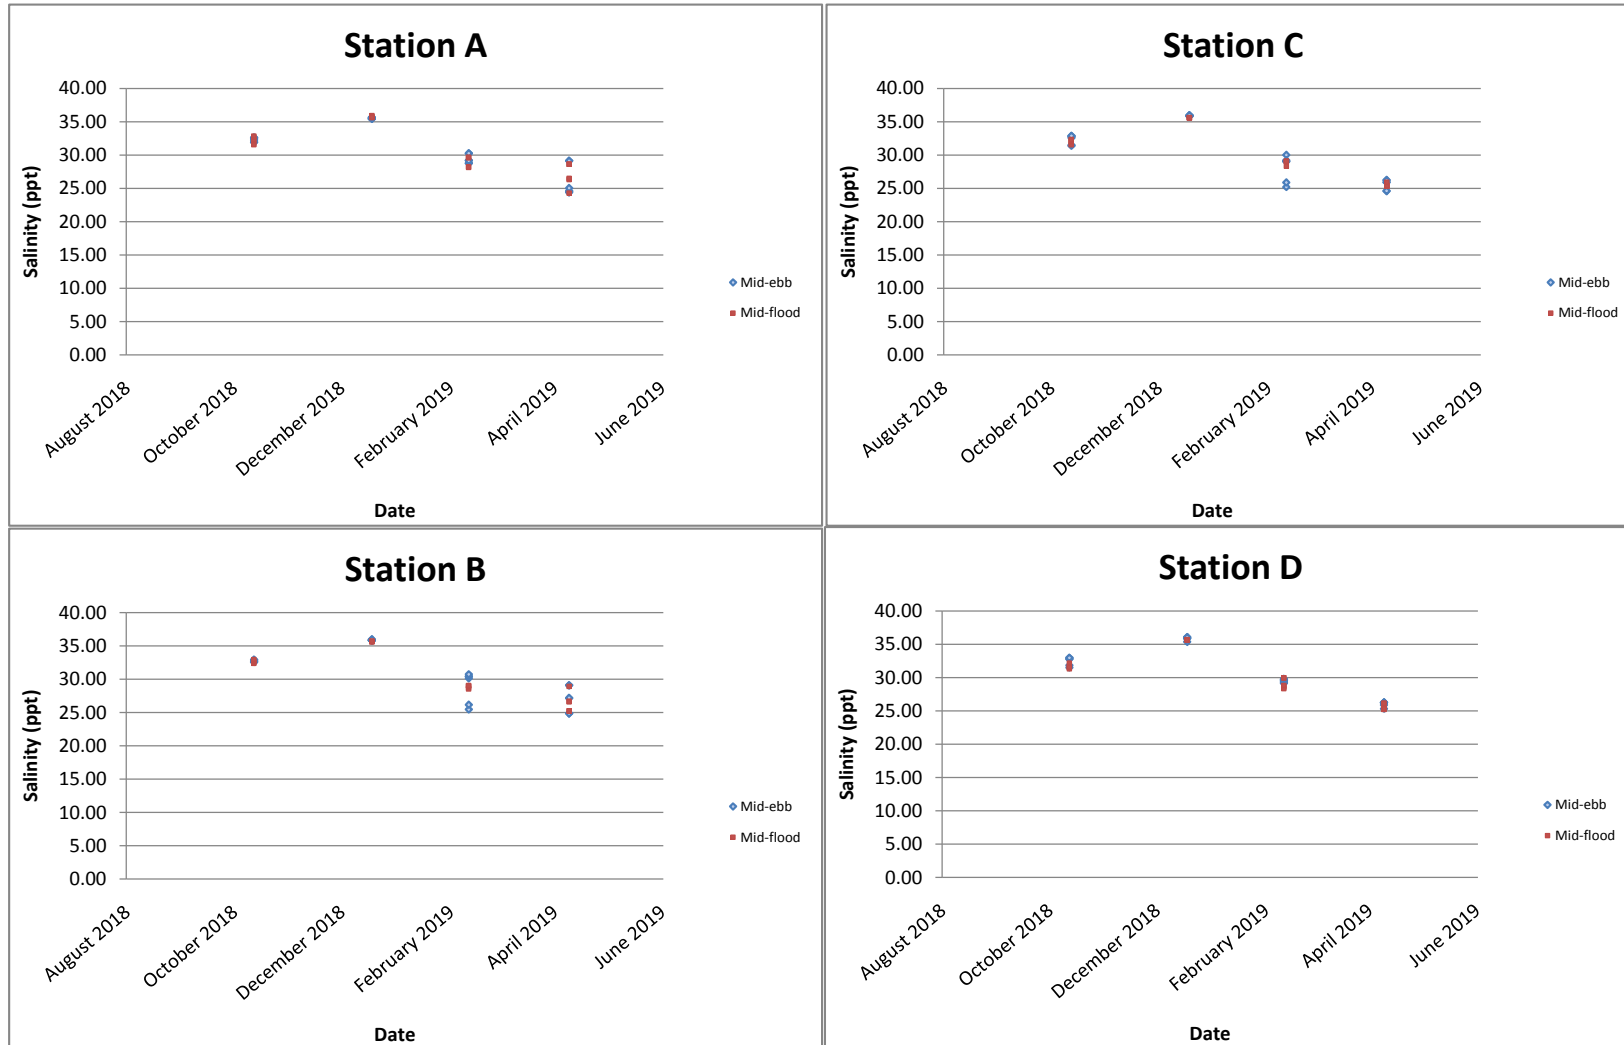 Station A
40.00
35.00
30.00
25.00
20.00
15.00
10.00
5.00
0.00
Salinity (ppt)
August 2018
October 2018
December 2018
February 2019
April 2019
June 2019
Date
Mid-ebb
Mid-flood
Station C
40.00
35.00
30.00
25.00
20.00
15.00
10.00
5.00
0.00
Salinity (ppt)
August 2018
October 2018
December 2018
February 2019
April 2019
June 2019
Date
Mid-ebb
Mid-flood
Station B
40.00
35.00
30.00
25.00
20.00
15.00
10.00
5.00
0.00
Salinity (ppt)
August 2018
October 2018
December 2018
February 2019
April 2019
June 2019
Date
Mid-ebb
Mid-flood
Station D
40.00
35.00
30.00
25.00
20.00
15.00
10.00
5.00
0.00
Salinity (ppt)
August 2018
October 2018
December 2018
February 2019
April 2019
June 2019
Date
Mid-ebb
Mid-flood